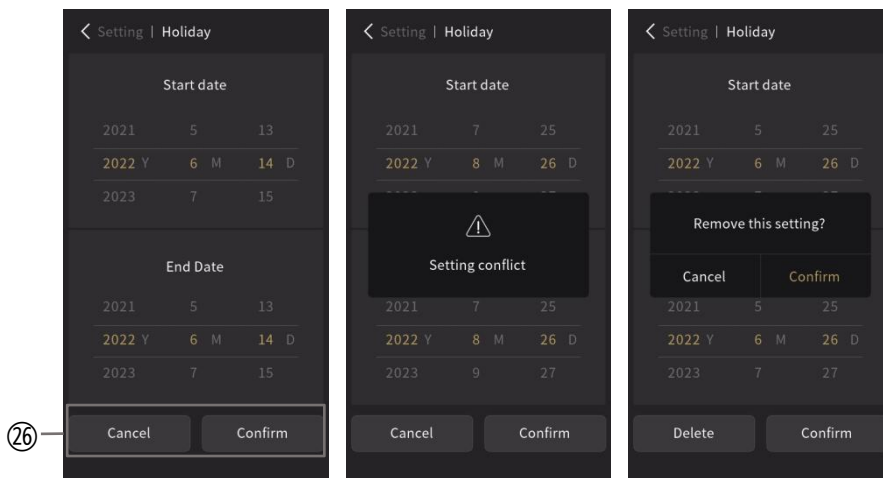 Setting | Holiday
Start date
2021 5 13
2022 Y 6 M 14 D
2023 7 15
End Date
2021 5 13
2022 Y 6 M 14 D
2023 7 15
Cancel Confirm
㉖
Setting | Holiday
Start date
2021 7 25
2022 Y 8 M 26 D
Setting conflict
2021 7 25
2022 Y 8 M 26 D
2023 9 27
Cancel Confirm
Setting | Holiday
Start date
2021 5 25
2022 Y 6 M 26 D
Remove this setting?
Cancel Confirm
2021 5 25
2022 Y 6 M 26 D
2023 7 27
Delete Confirm